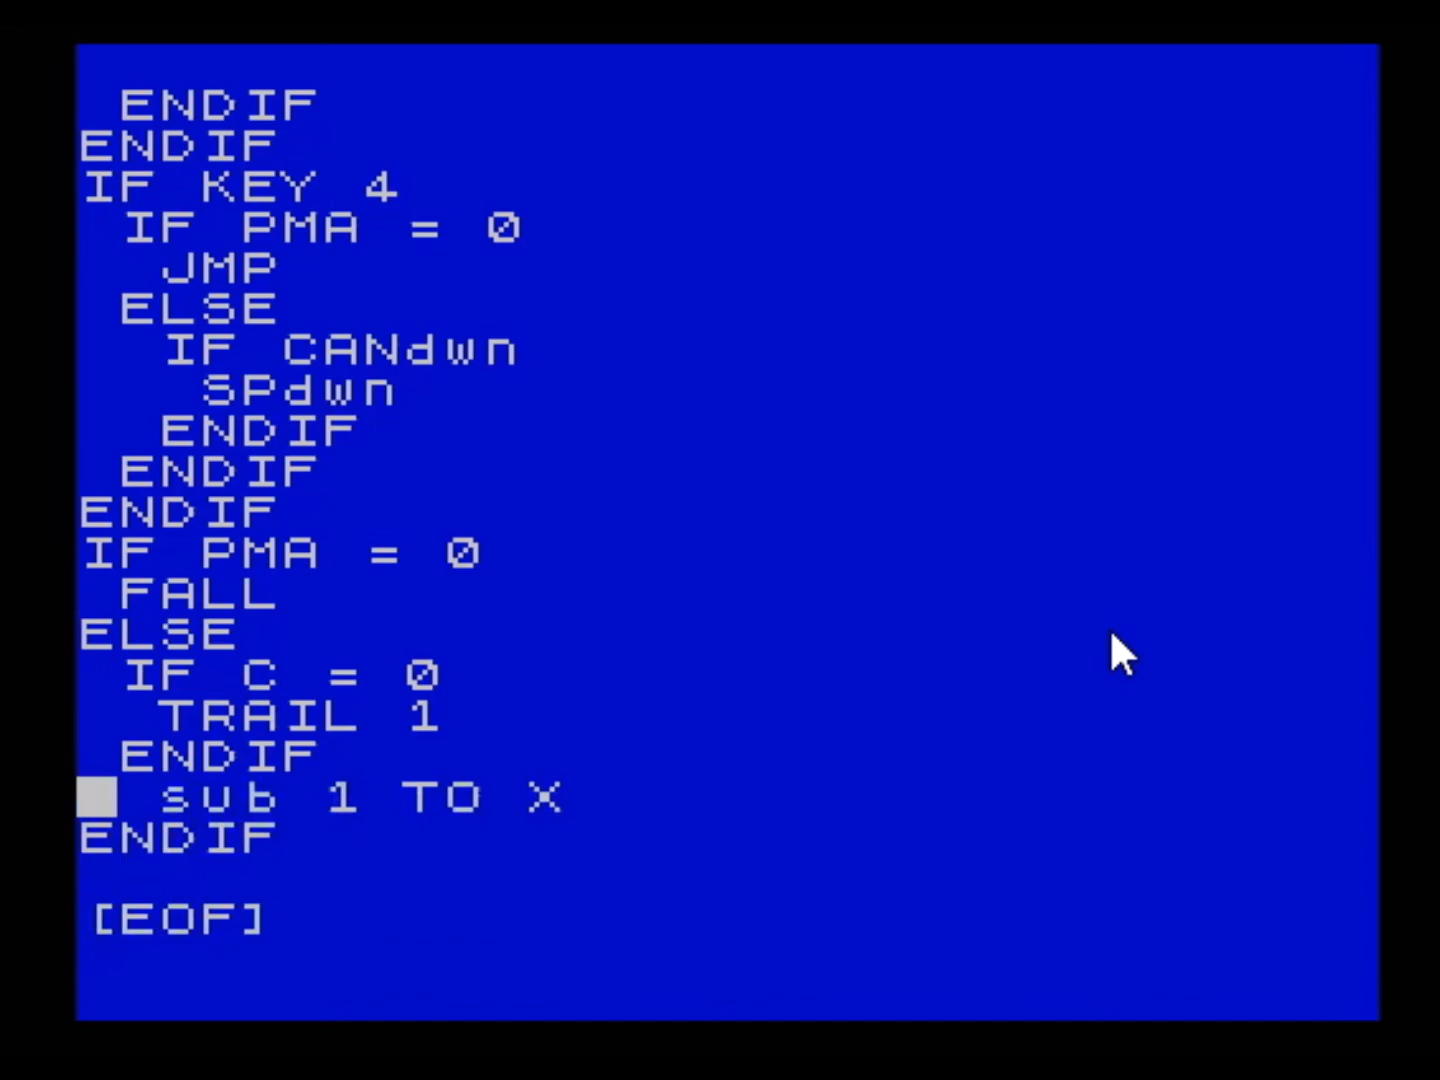 ENDIF
ENDIF
IF KEY 4
IF PMA = 0
JMP
ELSE
IF CANdwn
SPdwn
ENDIF
ENDIF
ENDIF
IF PMA = 0
FALL
ELSE
IF C = 0
TRAIL 1
ENDIF
sub 1 TO X
ENDIF
[EOF]